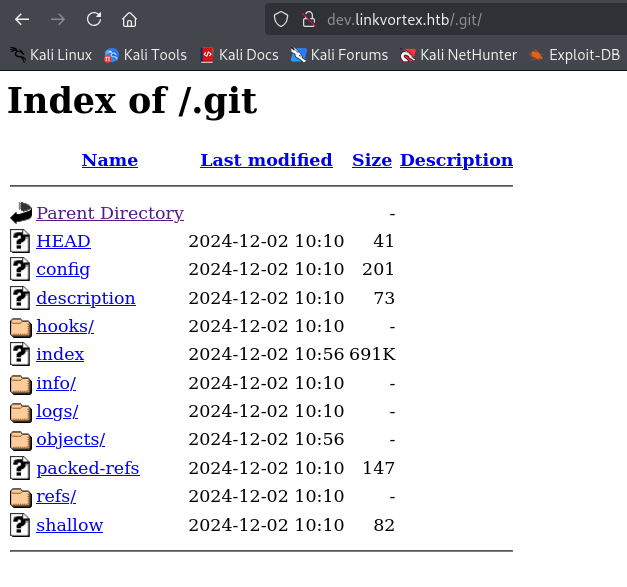 dev.linkvortex.htb/.git/
Kali Linux Kali Tools Kali Docs Kali Forums Kali NetHunter Exploit-DB
Index of /.git
Name Last modified Size Description
Parent Directory -
HEAD 2024-12-02 10:10 41
config 2024-12-02 10:10 201
description 2024-12-02 10:10 73
hooks/ 2024-12-02 10:10 -
index 2024-12-02 10:56 691K
info/ 2024-12-02 10:10 -
logs/ 2024-12-02 10:10 -
objects/ 2024-12-02 10:56 -
packed-refs 2024-12-02 10:10 147
refs/ 2024-12-02 10:10 -
shallow 2024-12-02 10:10 82